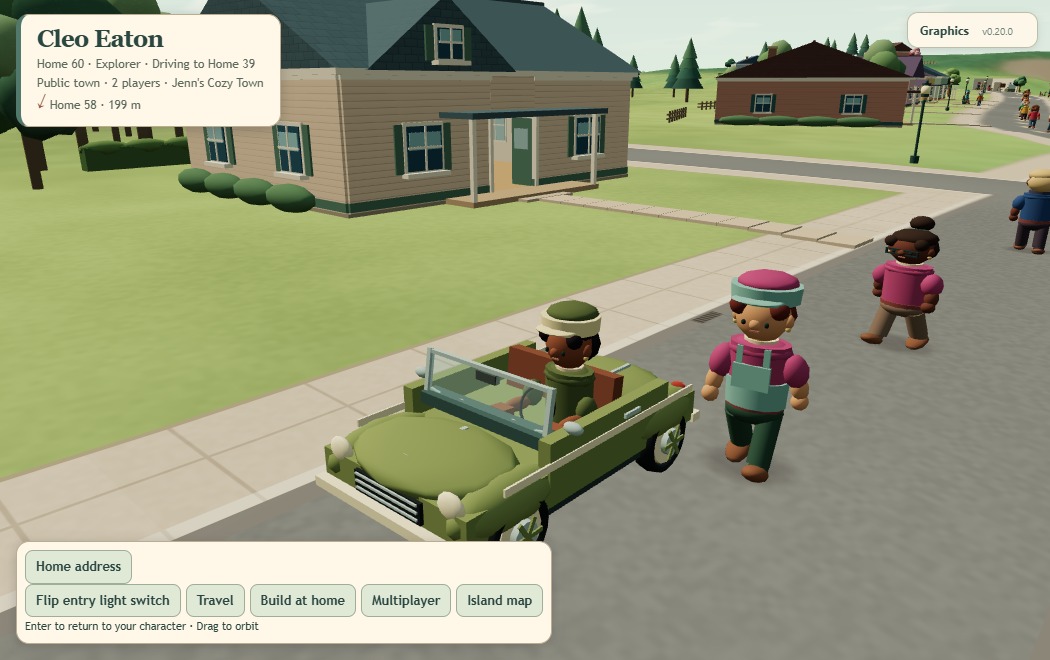 Cleo Eaton
Home 60 · Explorer · Driving to Home 39
Public town · 2 players · Jenn's Cozy Town
Home 58 · 199 m
Graphics v0.20.0
Home address
Flip entry light switch Travel Build at home Multiplayer Island map
Enter to return to your character · Drag to orbit